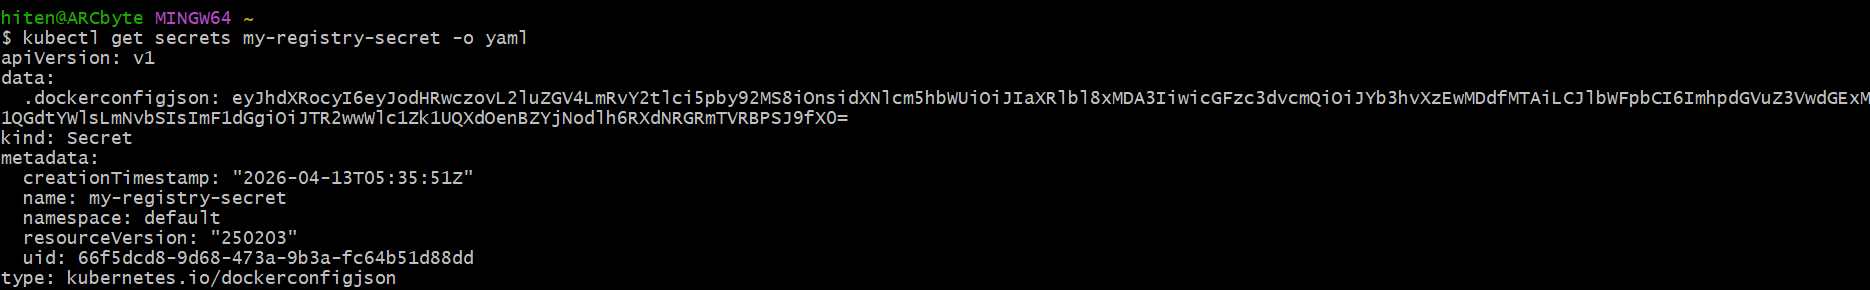 hiten@ARCbyte MINGW64 ~
$ kubectl get secrets my-registry-secret -o yaml
apiVersion: v1
data:
  .dockerconfigjson: eyJhdXRocyI6eyJodHRwczovL2luZGV4LmRvY2tlci5pby92MS8iOnsidXNlcm5hbWUiOiJIaXRlbl8xMDA3IiwicGFzc3dvcmQiOiJYb3hvXzEwMDdfMTAiLCJlbWFpbCI6ImhpdGVuZ3VwdGExM
1QGdtYWlsLmNvbSIsImF1dGgiOiJTR2wwWlc1Zk1UQXdOenBZYjNodlh6RXdNRGRmTVRBPSJ9fX0=
kind: Secret
metadata:
  creationTimestamp: "2026-04-13T05:35:51Z"
  name: my-registry-secret
  namespace: default
  resourceVersion: "250203"
  uid: 66f5dcd8-9d68-473a-9b3a-fc64b51d88dd
type: kubernetes.io/dockerconfigjson